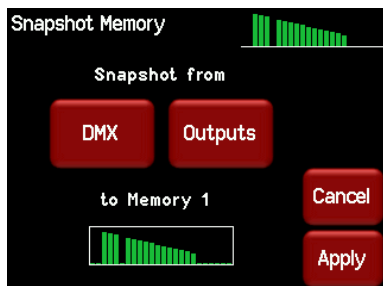 Snapshot Memory
Snapshot from
DMX Outputs
to Memory 1
Cancel
Apply